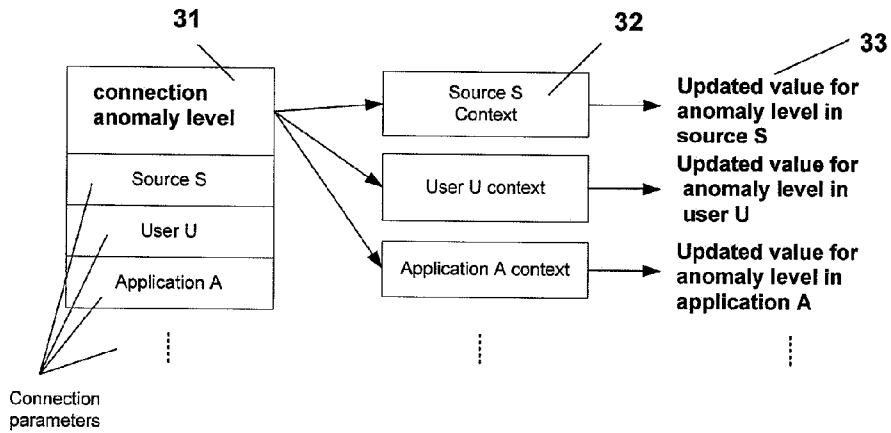 31
32
33
connection
anomaly level
Source S
User U
Application A
Connection
parameters
Source S
Context
User U context
Application A context
Updated value for
anomaly level in
source S
Updated value for
anomaly level in
user U
Updated value for
anomaly level in
application A